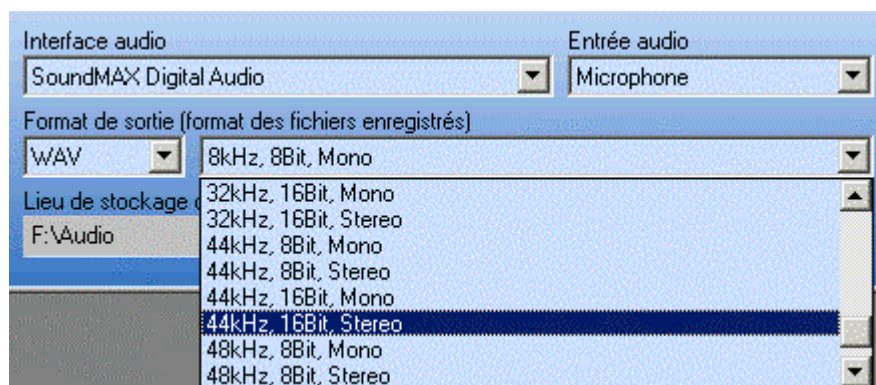 Interface audio
Entrée audio
SoundMAX Digital Audio
Microphone
Format de sortie (format des fichiers enregistrés)
WAV
8kHz, 8Bit, Mono
Lieu de stockage
32kHz, 16Bit, Mono
32kHz, 16Bit, Stereo
F:\Audio
44kHz, 8Bit, Mono
44kHz, 8Bit, Stereo
44kHz, 16Bit, Mono
44kHz, 16Bit, Stereo
48kHz, 8Bit, Mono
48kHz, 8Bit, Stereo